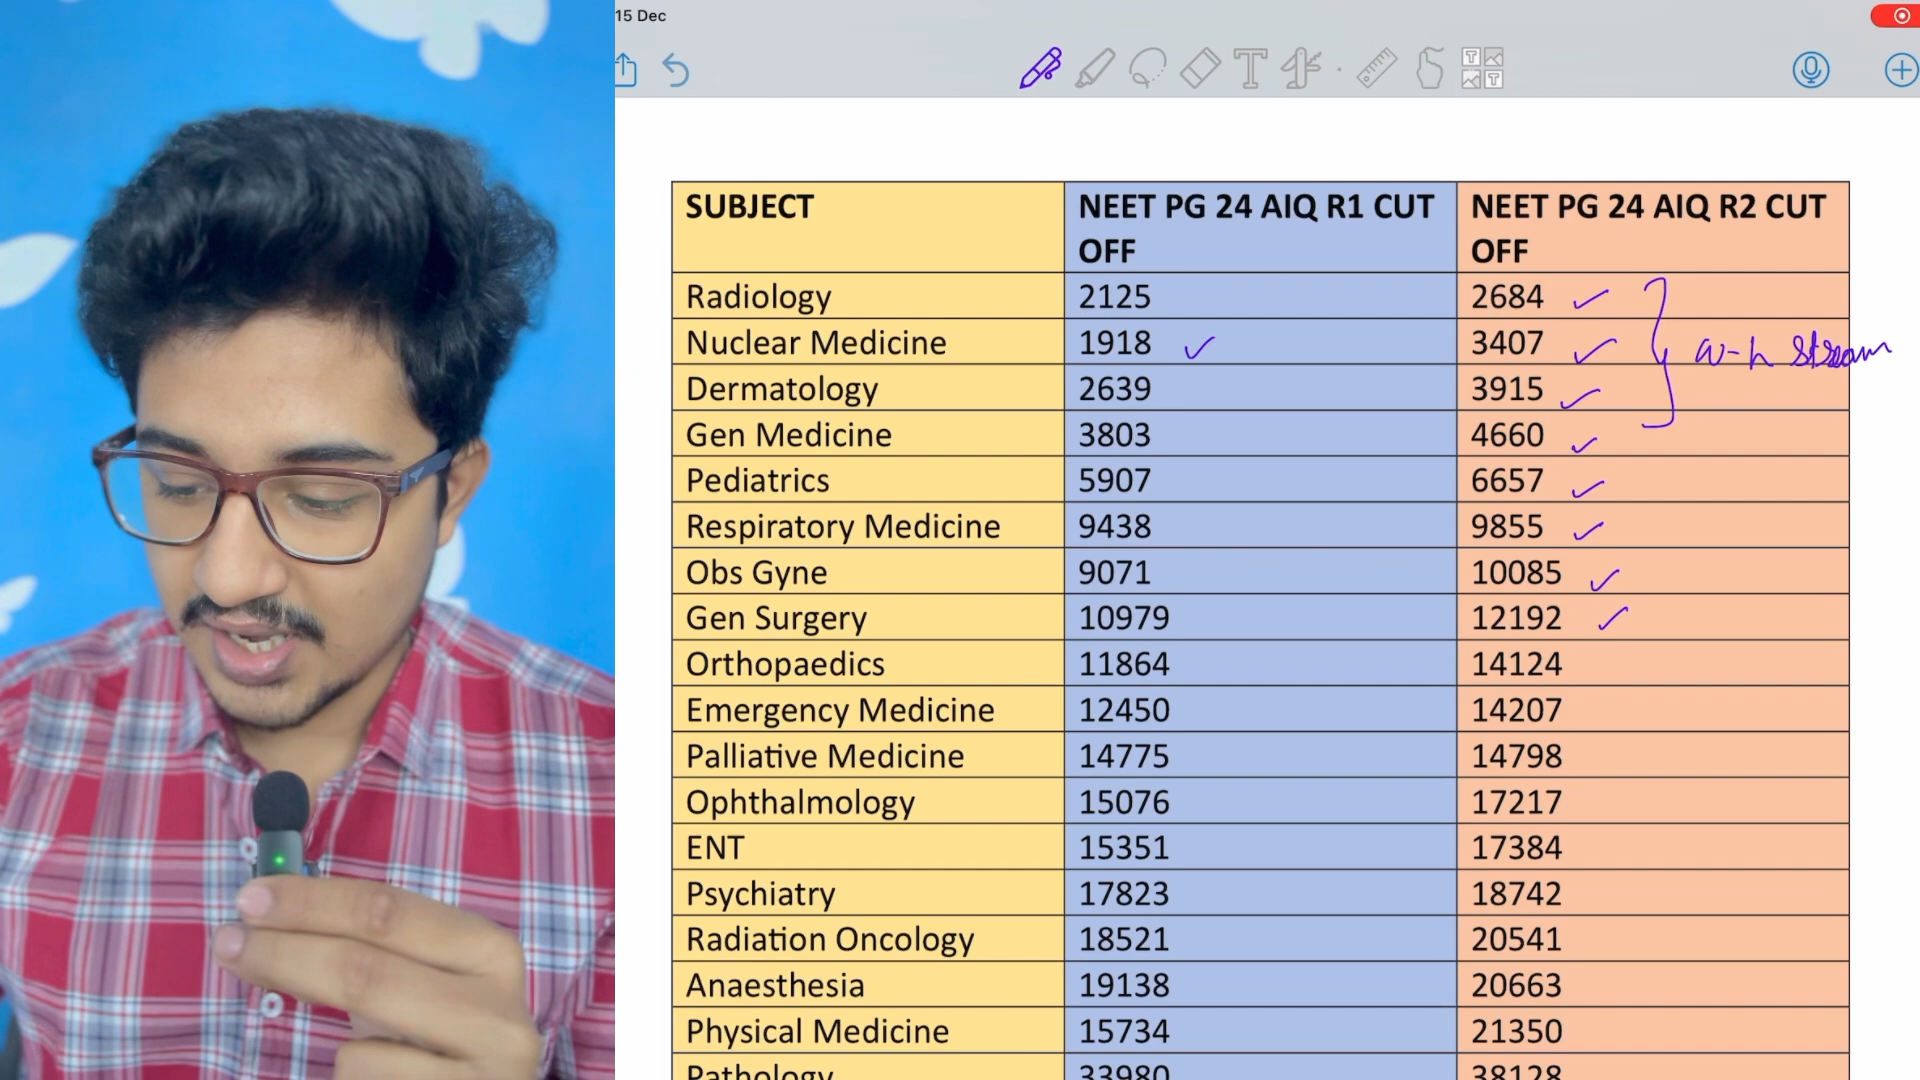 15 Dec
SUBJECT NEET PG 24 AIQ R1 CUT OFF NEET PG 24 AIQ R2 CUT OFF
Radiology 2125 2684
Nuclear Medicine 1918 3407
Dermatology 2639 3915
Gen Medicine 3803 4660
Pediatrics 5907 6657
Respiratory Medicine 9438 9855
Obs Gyne 9071 10085
Gen Surgery 10979 12192
Orthopaedics 11864 14124
Emergency Medicine 12450 14207
Palliative Medicine 14775 14798
Ophthalmology 15076 17217
ENT 15351 17384
Psychiatry 17823 18742
Radiation Oncology 18521 20541
Anaesthesia 19138 20663
Physical Medicine 15734 21350
Pathology 33980 38128
stream